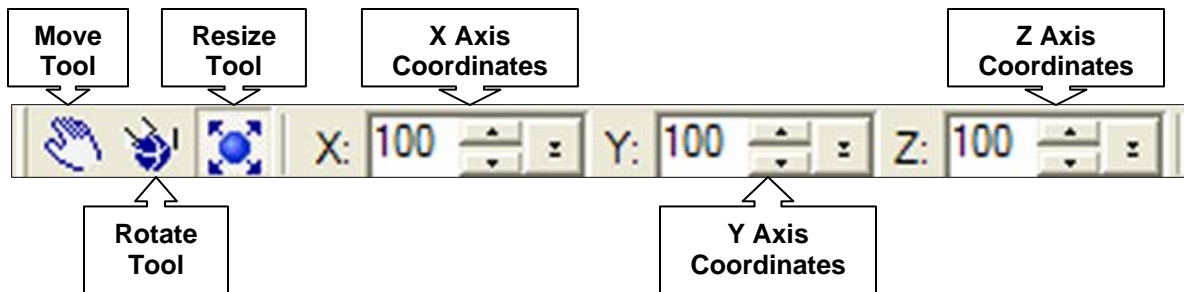 Move
Tool
Resize
Tool
X Axis
Coordinates
Z Axis
Coordinates
X: 100 Y: 100 Z: 100
Rotate
Tool
Y Axis
Coordinates